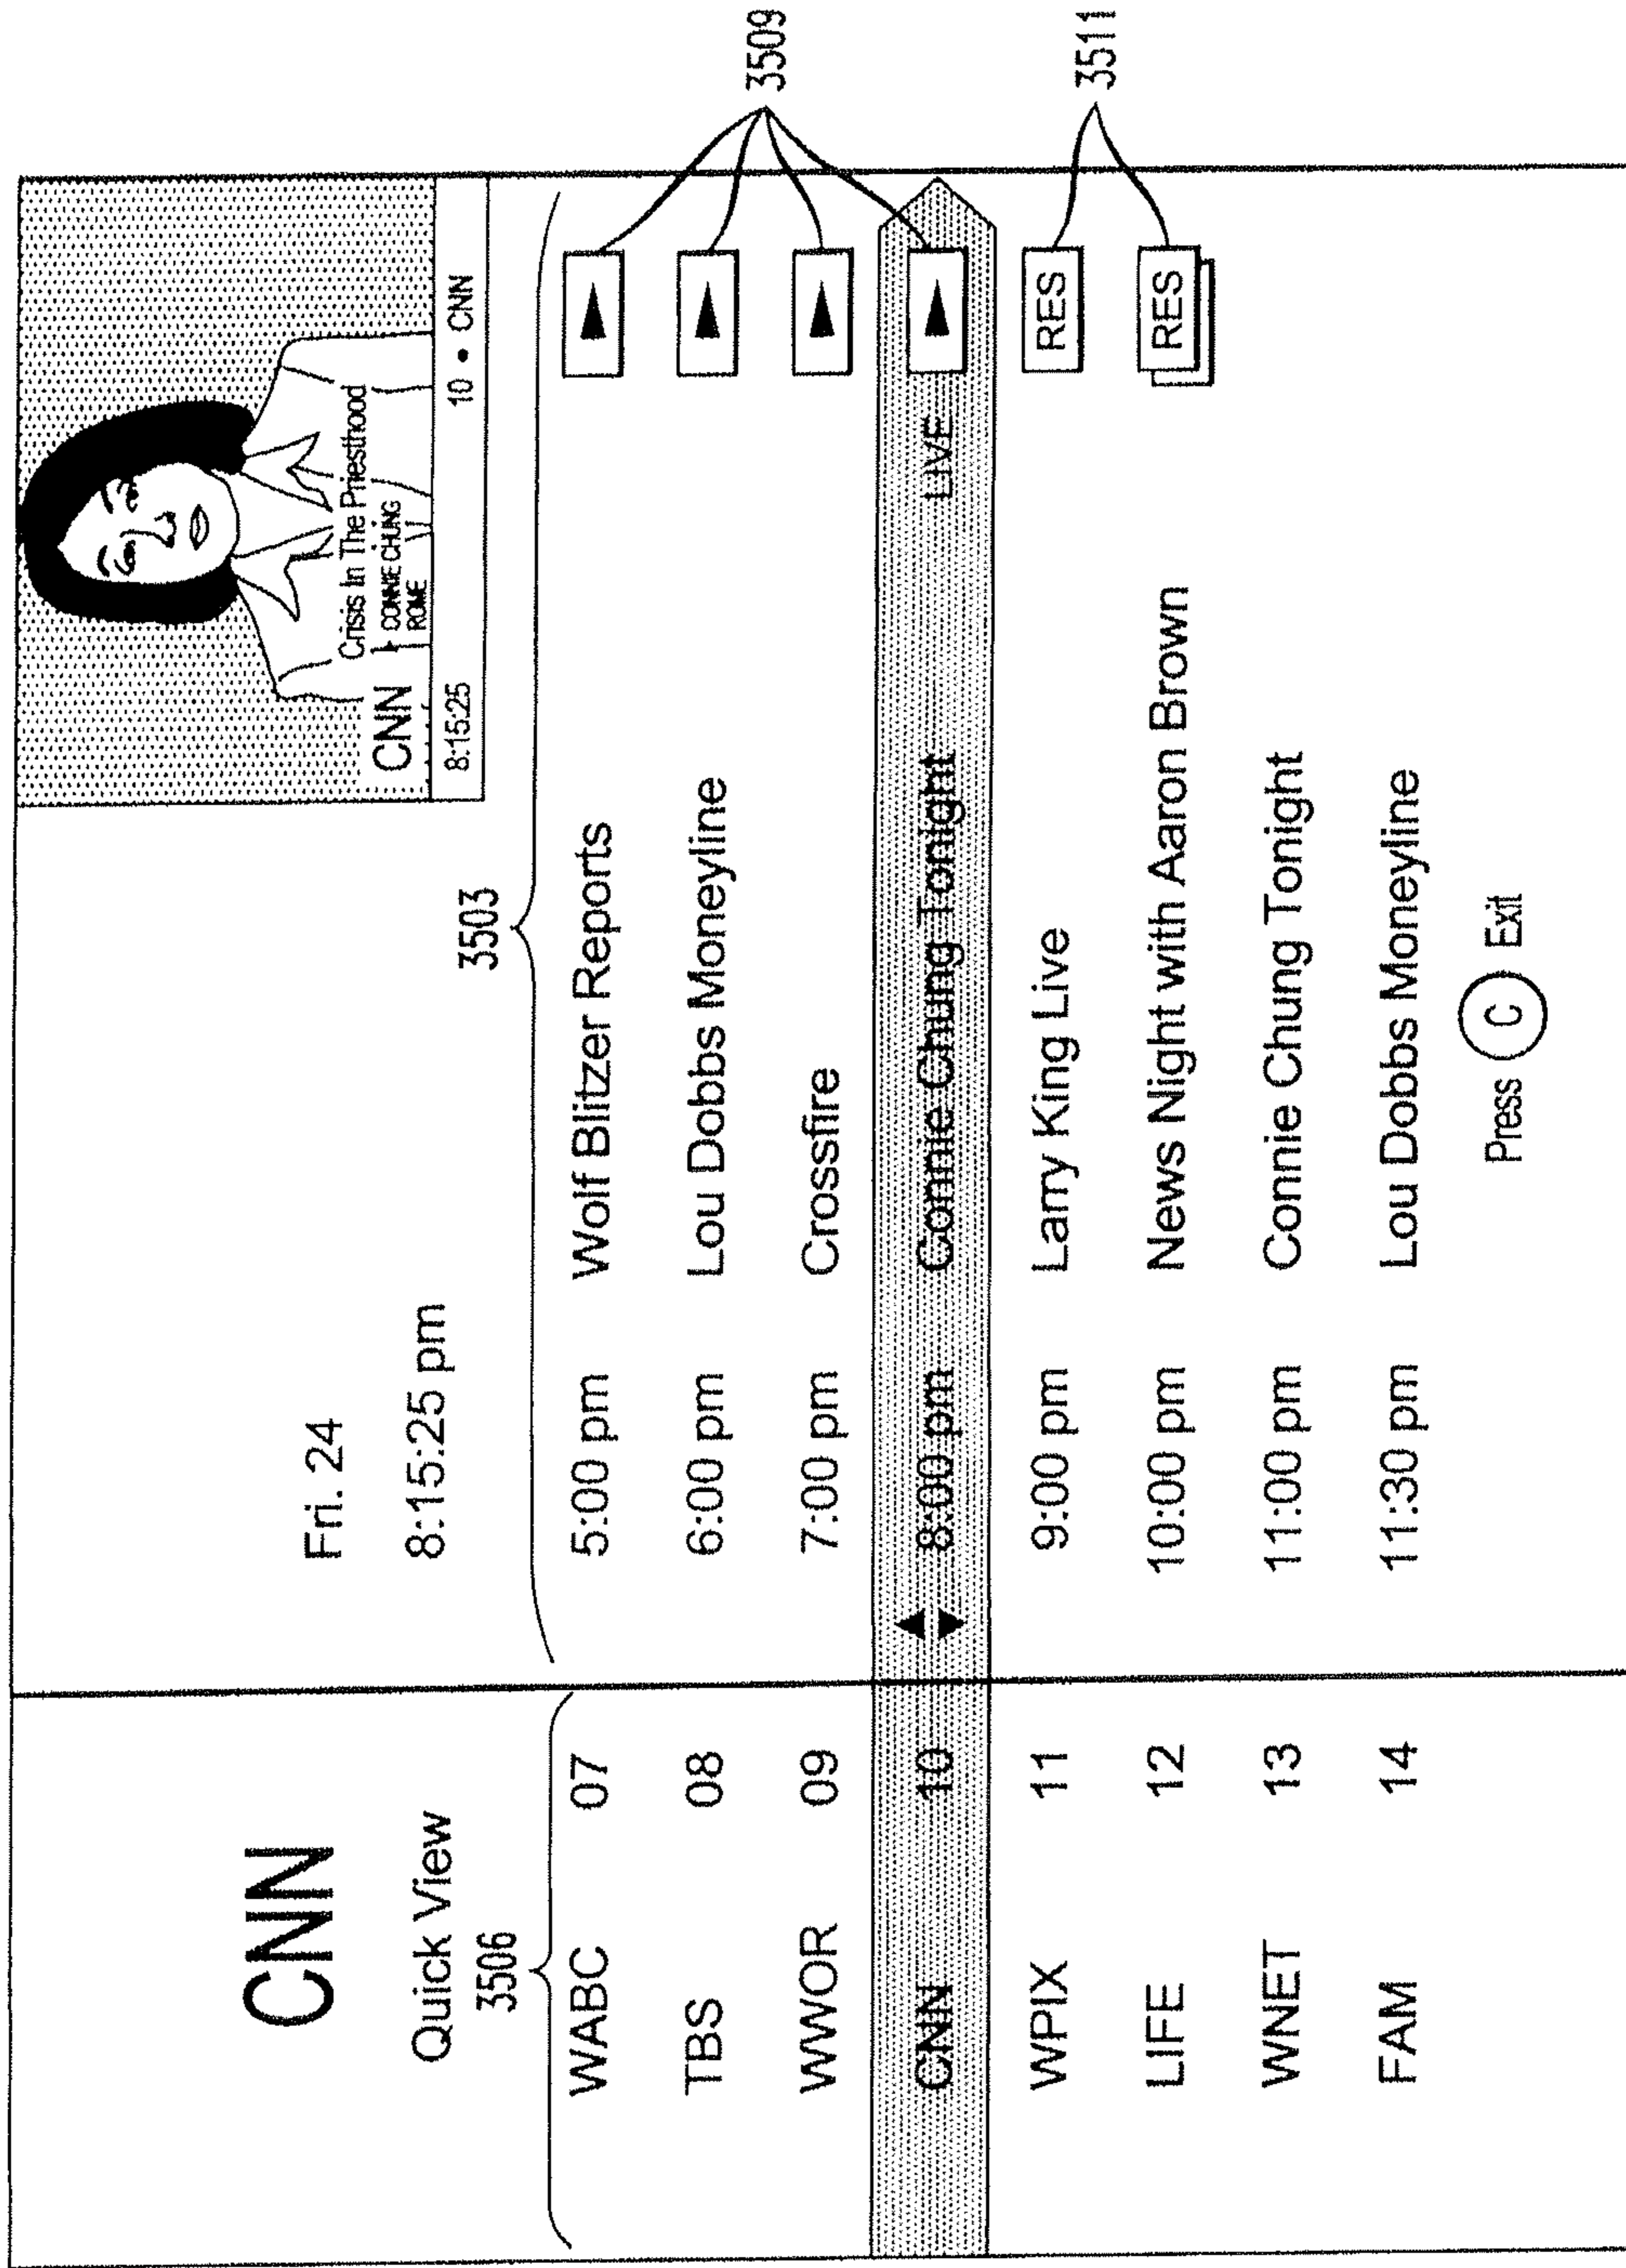 CNN
Quick View
3506
Fri. 24
8:15:25 pm
CNN
Crisis In The Priesthood
CONNIE CHUNG
ROME
8:15:25
10 • CNN
3503
WABC 07 5:00 pm Wolf Blitzer Reports
TBS 08 6:00 pm Lou Dobbs Moneyline
WWOR 09 7:00 pm Crossfire
CNN 10 8:00 pm Connie Chung Tonight LIVE
WPIX 11 9:00 pm Larry King Live RES
LIFE 12 10:00 pm News Night with Aaron Brown RES
WNET 13 11:00 pm Connie Chung Tonight
FAM 14 11:30 pm Lou Dobbs Moneyline
Press C Exit
3509
3511